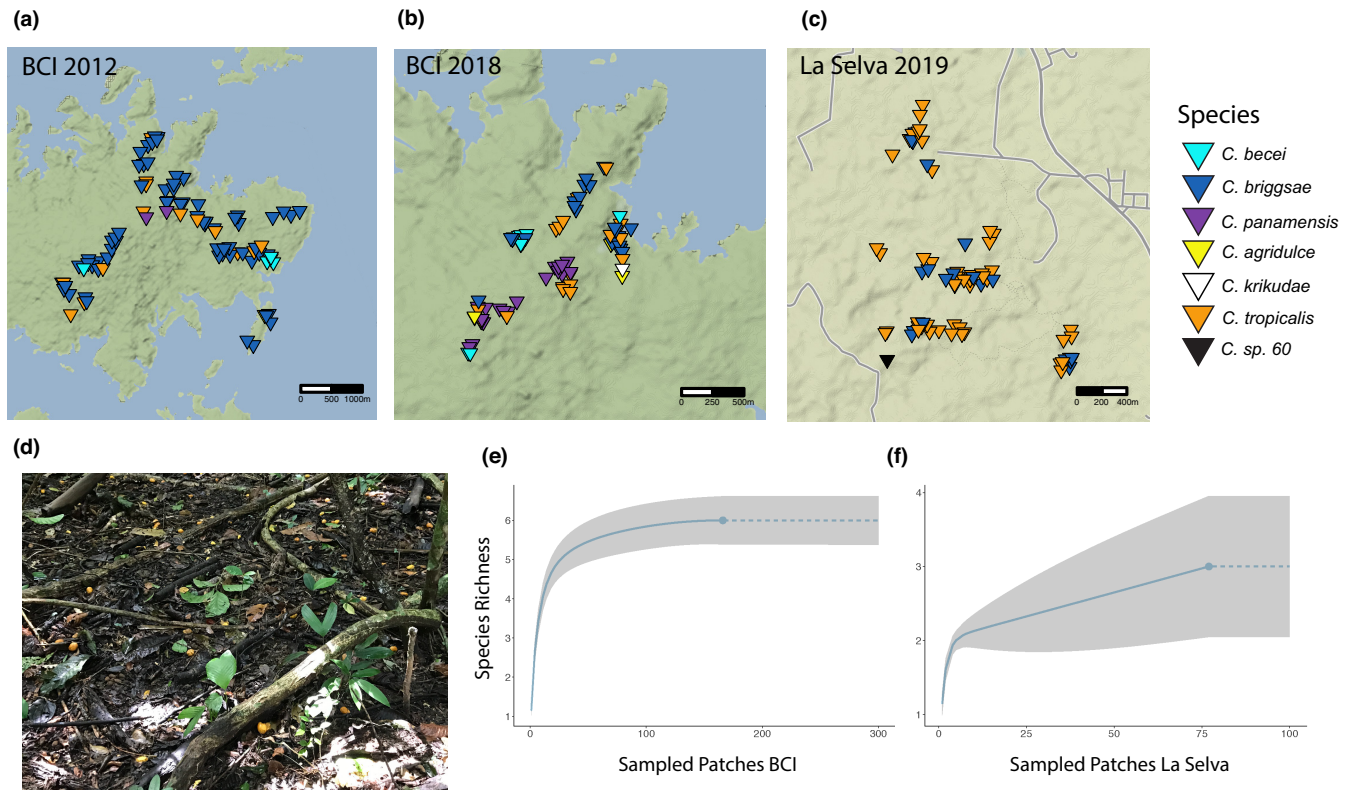 (a)
(b)
(c)
BCI 2012
BCI 2018
La Selva 2019
0 500 1000m
0 250 500m
0 200 400m
Species
C. becei
C. briggsae
C. panamensis
C. agridulce
C. krikudae
C. tropicalis
C. sp. 60
(d)
(e)
(f)
Species Richness
6
5
4
3
2
1
0 100 200 300
Sampled Patches BCI
4
3
2
1
0 25 50 75 100
Sampled Patches La Selva